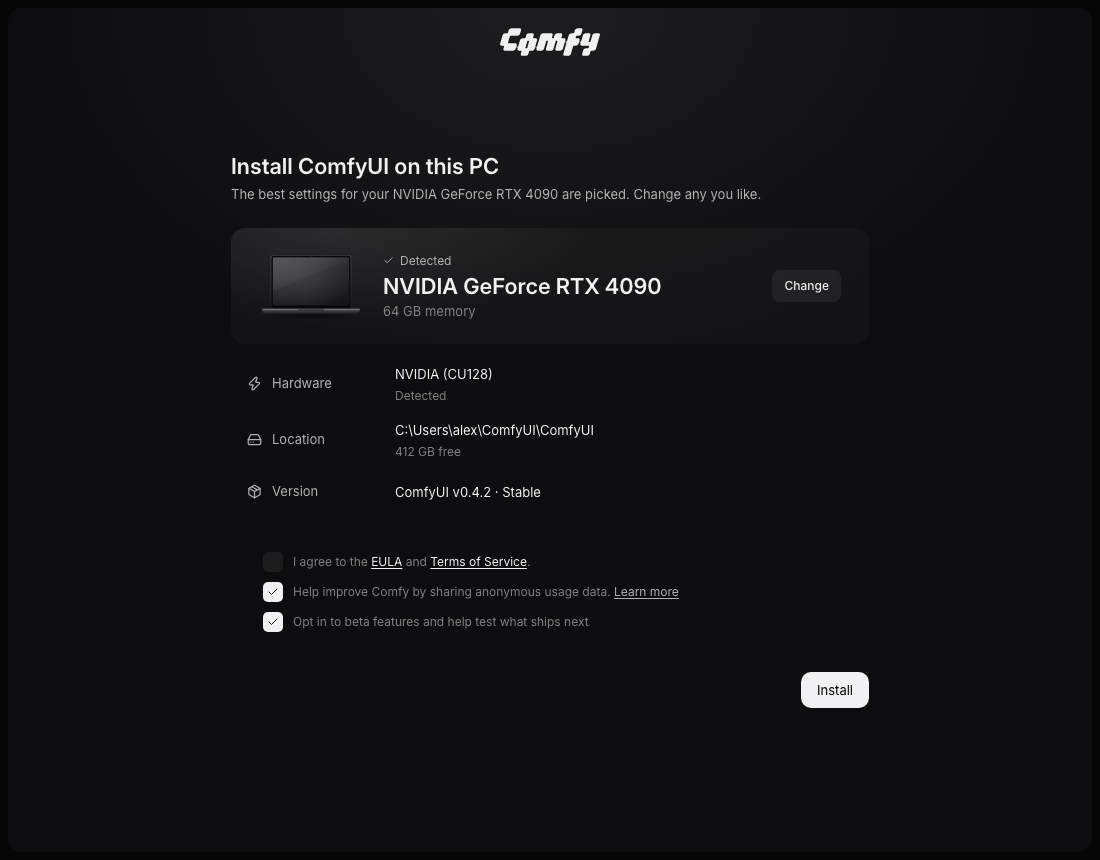 Comfy
Install ComfyUI on this PC
The best settings for your NVIDIA GeForce RTX 4090 are picked. Change any you like.
Detected
NVIDIA GeForce RTX 4090
64 GB memory
Change
Hardware
NVIDIA (CU128)
Detected
Location
C:\Users\alex\ComfyUI\ComfyUI
412 GB free
Version
ComfyUI v0.4.2 · Stable
I agree to the EULA and Terms of Service.
Help improve Comfy by sharing anonymous usage data. Learn more
Opt in to beta features and help test what ships next
Install